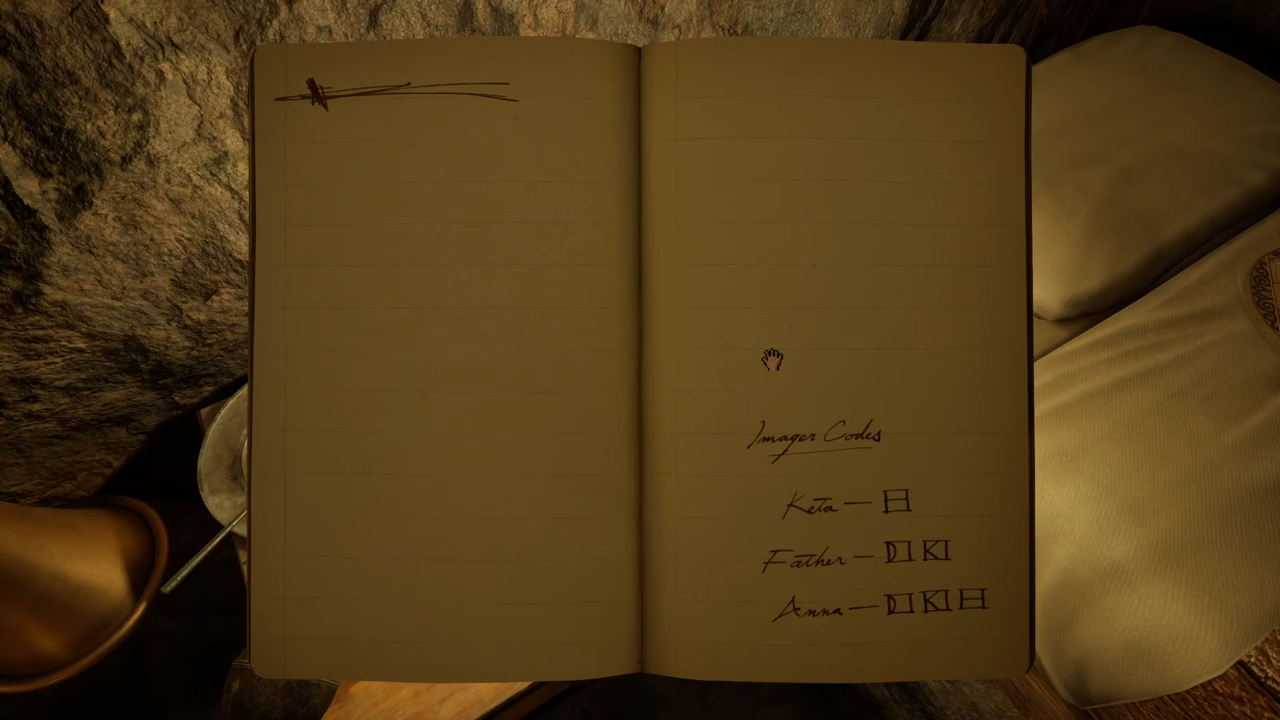 Imager Codes
Keta —
Father —
Anna —